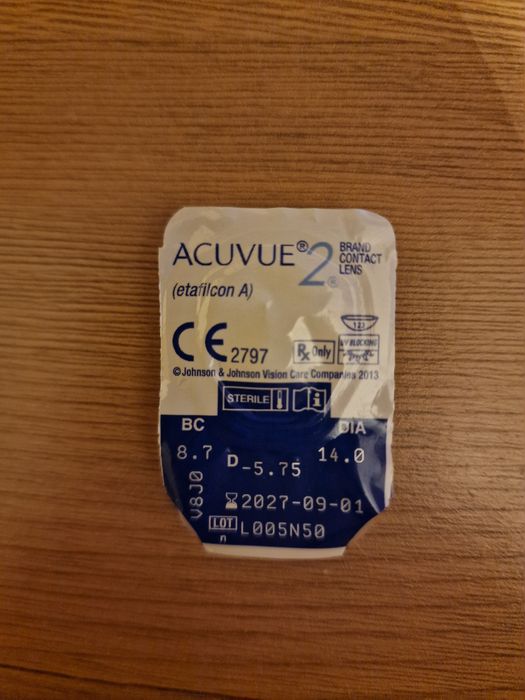 ACUVUE®2® BRAND CONTACT LENS
(etafilcon A)
CE 2797 Rx Only 123 UV BLOCKING
©Johnson & Johnson Vision Care Companies 2013
STERILE i
BC DIA
8.7 D-5.75 14.0
V8J0
2027-09-01
LOT L005N50
n